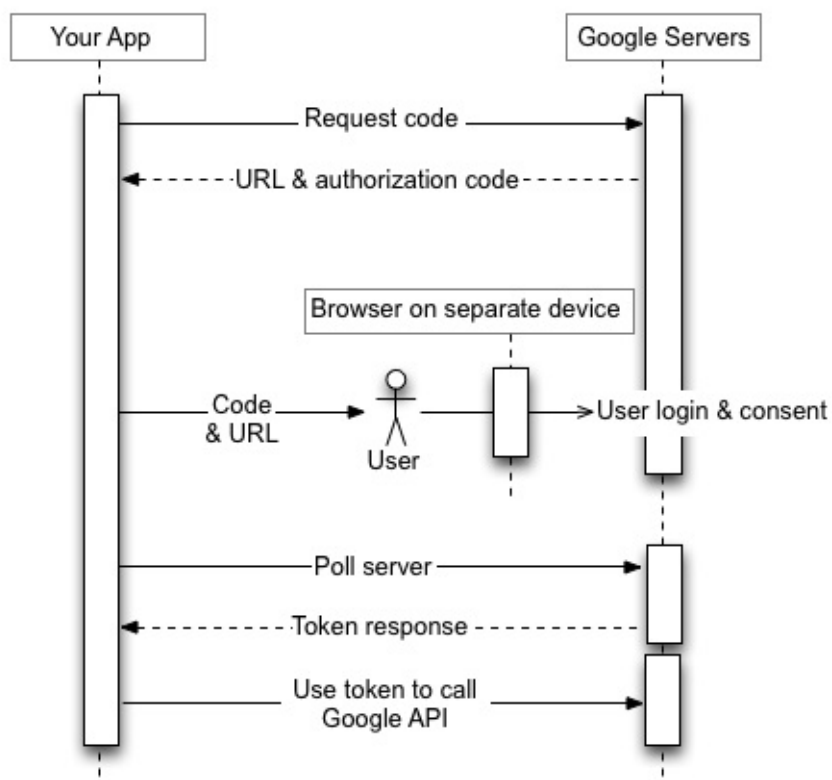 Your App
Google Servers
Request code
URL & authorization code
Browser on separate device
Code
& URL
User
User login & consent
Poll server
Token response
Use token to call
Google API